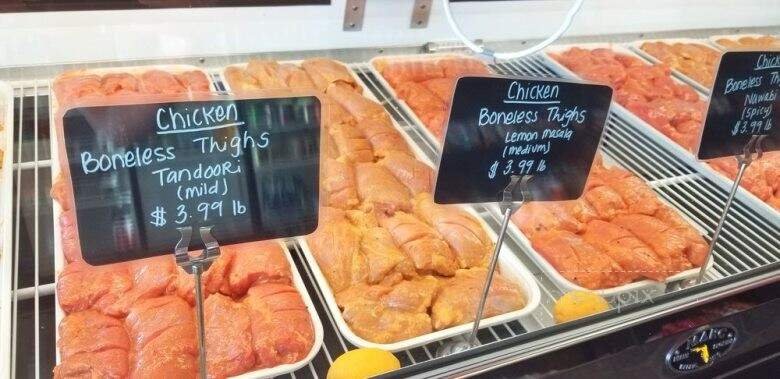 Chicken
Boneless Thighs
Tandoori
(mild)
$3.99 lb
Chicken
Boneless Thighs
Lemon masala
(medium)
$3.99 lb
Chick
Boneless T
Nawabi
(spicy)
$3.99 lb
MARC